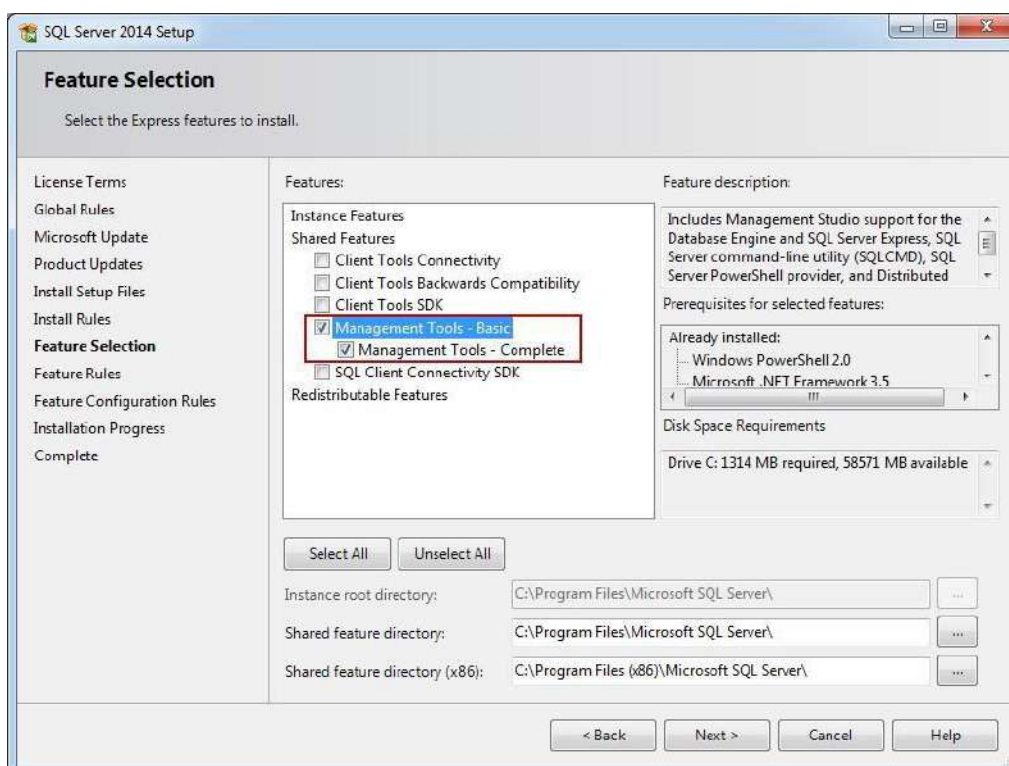 SQL Server 2014 Setup
Feature Selection
Select the Express features to install.
License Terms
Global Rules
Microsoft Update
Product Updates
Install Setup Files
Install Rules
Feature Selection
Feature Rules
Feature Configuration Rules
Installation Progress
Complete
Features:
Instance Features
Shared Features
Client Tools Connectivity
Client Tools Backwards Compatibility
Client Tools SDK
Management Tools - Basic
Management Tools - Complete
SQL Client Connectivity SDK
Redistributable Features
Feature description:
Includes Management Studio support for the
Database Engine and SQL Server Express, SQL
Server command-line utility (SQLCMD), SQL
Server PowerShell provider, and Distributed
Prerequisites for selected features:
Already installed:
Windows PowerShell 2.0
Microsoft .NET Framework 3.5
Disk Space Requirements
Drive C: 1314 MB required, 58571 MB available
Select All
Unselect All
Instance root directory:
C:\Program Files\Microsoft SQL Server\
...
Shared feature directory:
C:\Program Files\Microsoft SQL Server\
...
Shared feature directory (x86):
C:\Program Files (x86)\Microsoft SQL Server\
...
< Back
Next >
Cancel
Help